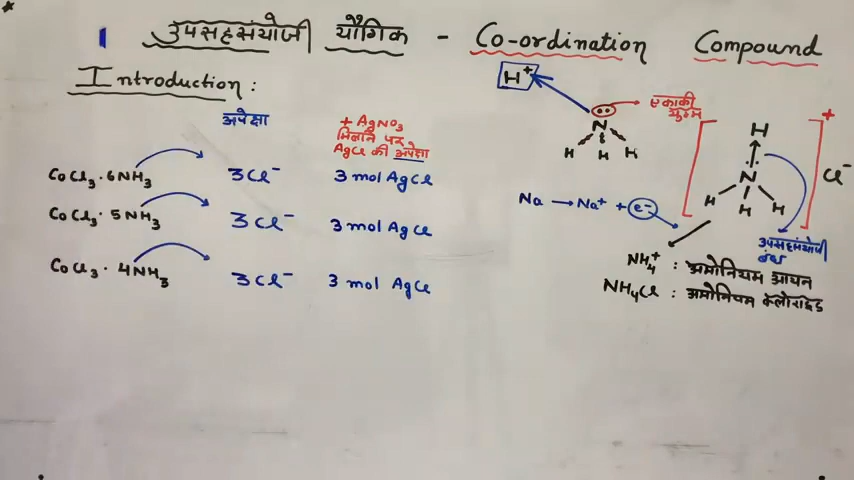 उपसहसंयोजी यौगिक - Co-ordination Compound
Introduction :
अपेक्षा
+ AgNO₃
मिलाने पर
AgCl की अपेक्षा
CoCl₃·6NH₃ 3Cl⁻ 3 mol AgCl
CoCl₃·5NH₃ 3Cl⁻ 3 mol AgCl
CoCl₃·4NH₃ 3Cl⁻ 3 mol AgCl
H⁺
एकाकी
युग्म
N
H H H
H
N
H H H
+
Cl⁻
Na → Na⁺ + e⁻
उपसहसंयोजी
बंध
NH₄⁺ : अमोनियम आयन
NH₄Cl : अमोनियम क्लोराइड